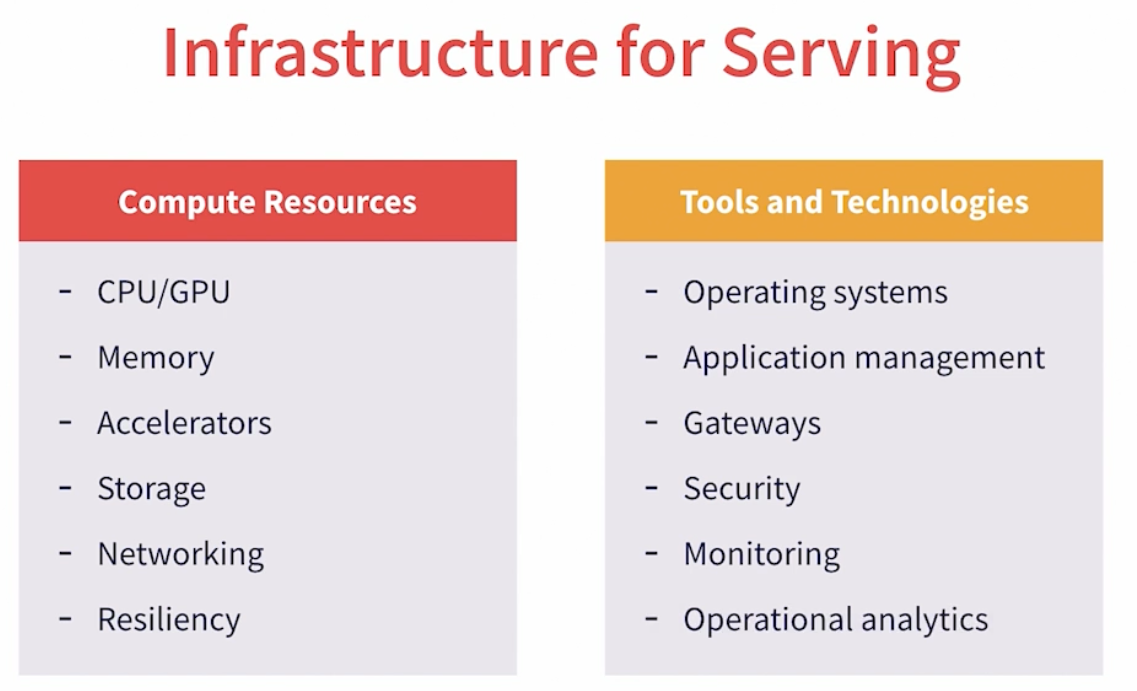 Infrastructure for Serving
Compute Resources
- CPU/GPU
- Memory
- Accelerators
- Storage
- Networking
- Resiliency
Tools and Technologies
- Operating systems
- Application management
- Gateways
- Security
- Monitoring
- Operational analytics